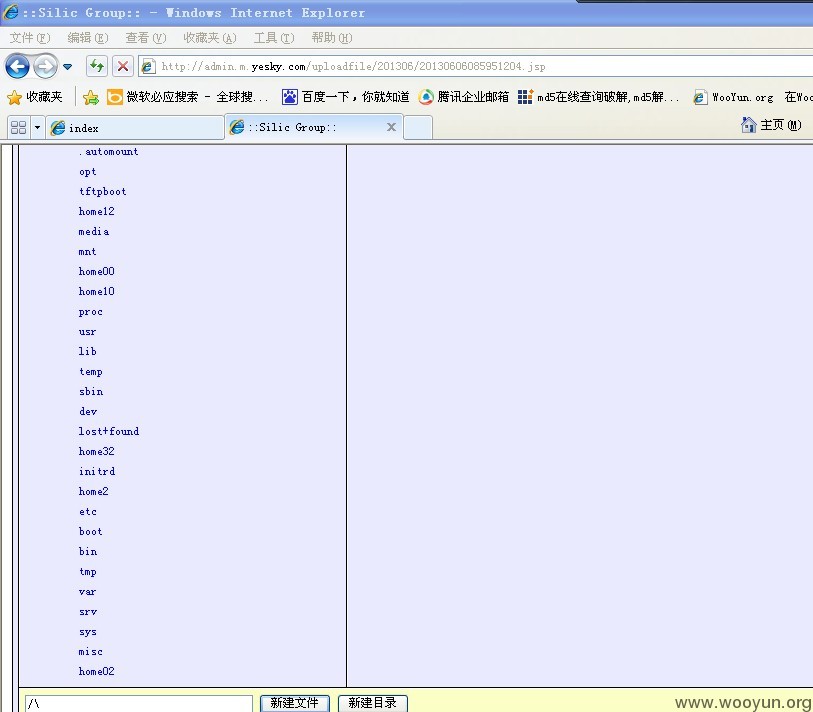 ::Silic Group:: - Windows Internet Explorer
文件(F) 编辑(E) 查看(V) 收藏夹(A) 工具(T) 帮助(H)
http://admin.m.yesky.com/uploadfile/201306/20130606085951204.jsp
收藏夹 微软必应搜索 - 全球搜... 百度一下，你就知道 腾讯企业邮箱 md5在线查询破解,md5解... WooYun.org 在Woo
index ::Silic Group:: 主页(M)
.automount
opt
tftpboot
home12
media
mnt
home00
home10
proc
usr
lib
temp
sbin
dev
lost+found
home32
initrd
home2
etc
boot
bin
tmp
var
srv
sys
misc
home02
/\ 新建文件 新建目录
www.wooyun.org